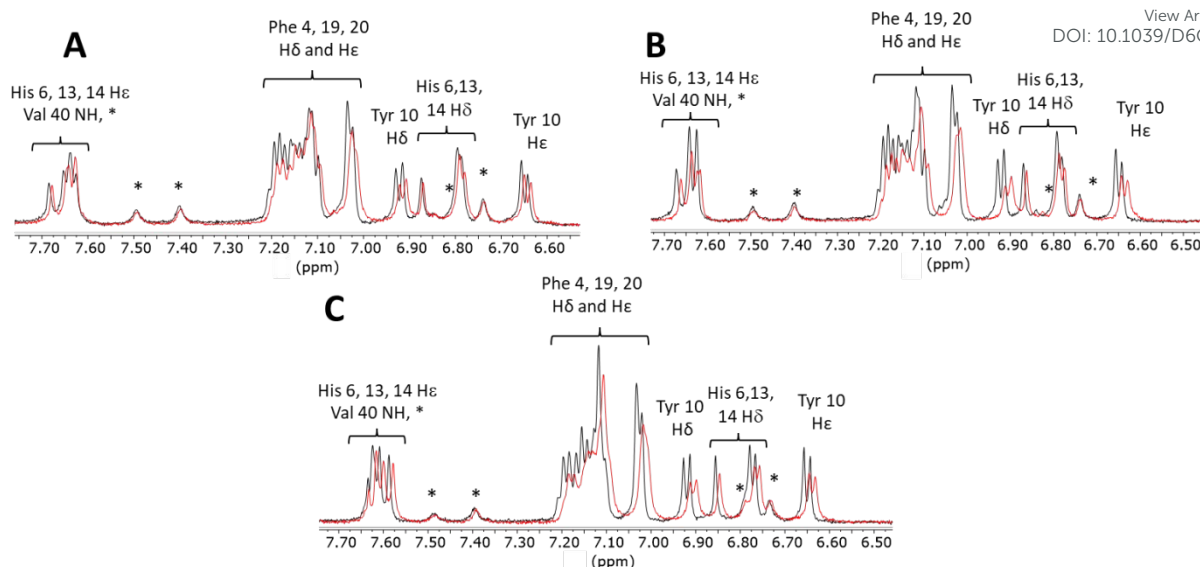 View Ar
DOI: 10.1039/D6C
A
Phe 4, 19, 20
Hδ and Hε
His 6, 13, 14 Hε
Val 40 NH, *
Tyr 10
Hδ
His 6,13,
14 Hδ
Tyr 10
Hε
* * * *
7.70 7.60 7.50 7.40 7.30 7.20 7.10 7.00 6.90 6.80 6.70 6.60
(ppm)
B
Phe 4, 19, 20
Hδ and Hε
His 6, 13, 14 Hε
Val 40 NH, *
Tyr 10
Hδ
His 6,13,
14 Hδ
Tyr 10
Hε
* * * *
7.70 7.60 7.50 7.40 7.30 7.20 7.10 7.00 6.90 6.80 6.70 6.60 6.50
(ppm)
C
Phe 4, 19, 20
Hδ and Hε
His 6, 13, 14 Hε
Val 40 NH, *
Tyr 10
Hδ
His 6,13,
14 Hδ
Tyr 10
Hε
* * * *
7.70 7.60 7.50 7.40 7.30 7.20 7.10 7.00 6.90 6.80 6.70 6.60 6.50
(ppm)